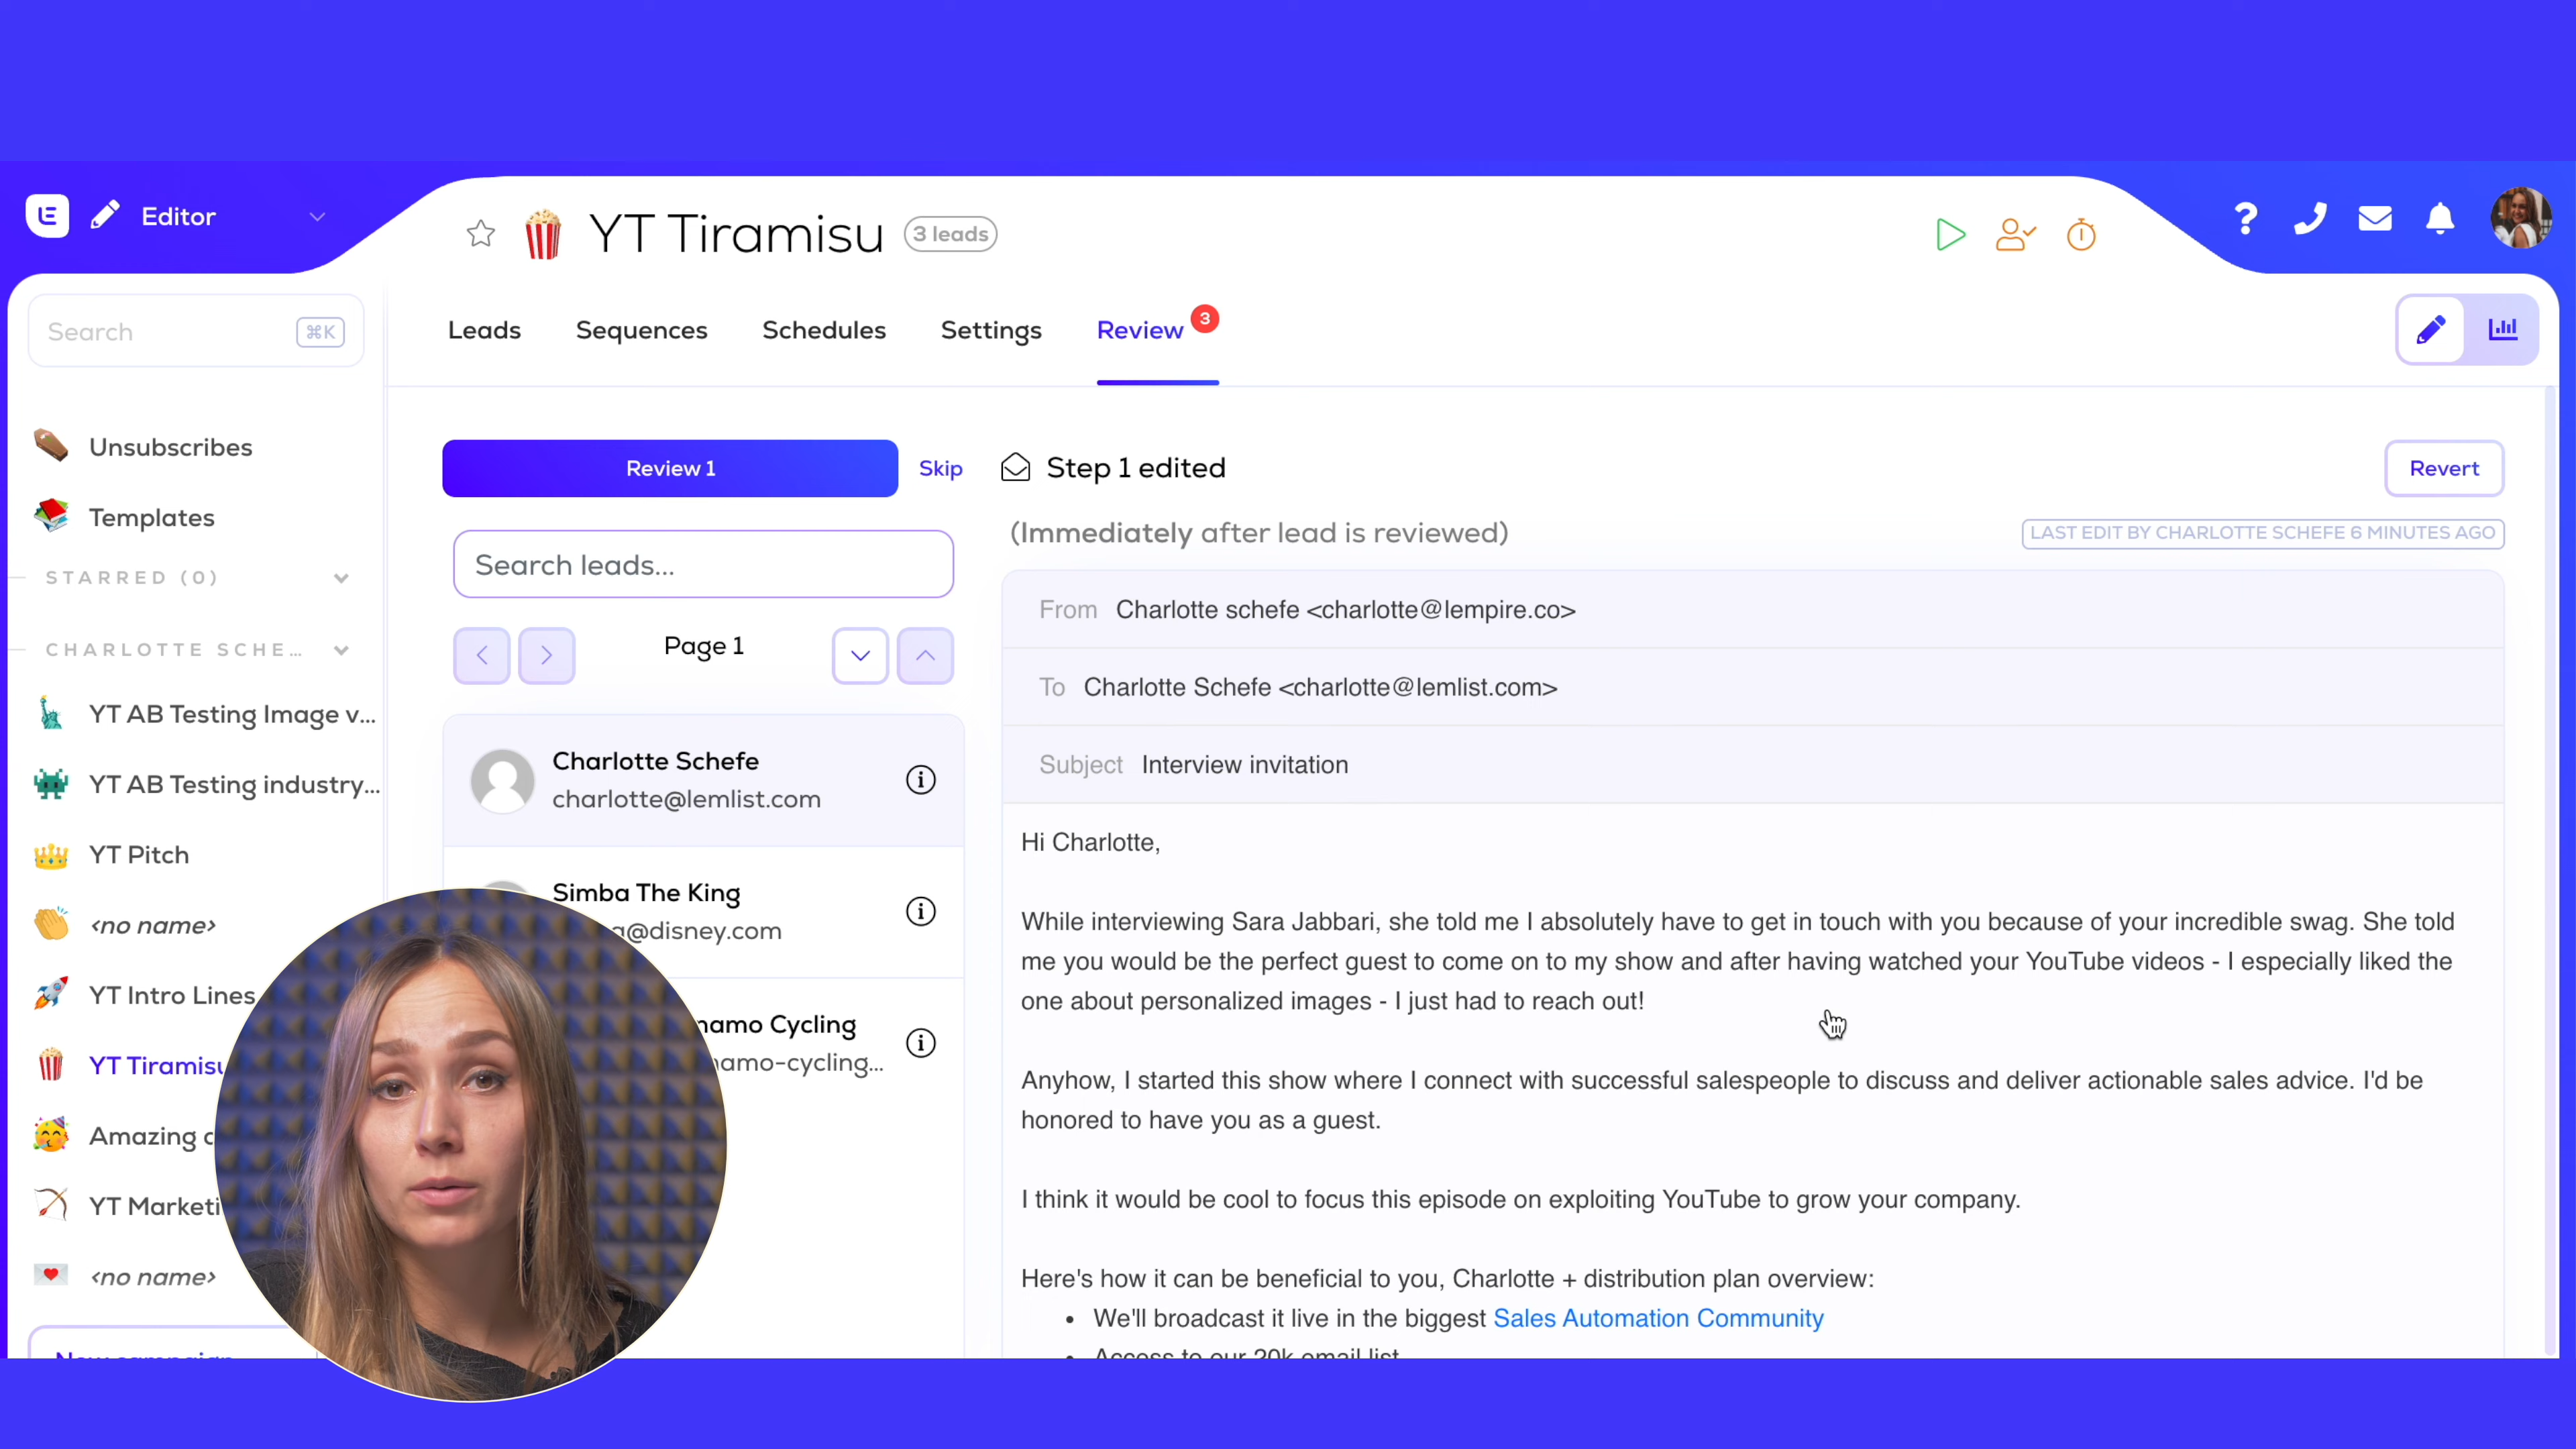 Editor
YT Tiramisu
3 leads
Search
⌘K
Leads
Sequences
Schedules
Settings
Review
3
Unsubscribes
Templates
STARRED (0)
CHARLOTTE SCHE...
YT AB Testing Image v...
YT AB Testing industry...
YT Pitch
<no name>
YT Intro Lines
YT Tiramisu
Amazing
YT Marketi
<no name>
New campaign
Review 1
Skip
Search leads...
Page 1
Charlotte Schefe
charlotte@lemlist.com
Simba The King
@disney.com
namo Cycling
amo-cycling...
Step 1 edited
Revert
(Immediately after lead is reviewed)
LAST EDIT BY CHARLOTTE SCHEFE 6 MINUTES AGO
From Charlotte schefe <charlotte@lempire.co>
To Charlotte Schefe <charlotte@lemlist.com>
Subject Interview invitation
Hi Charlotte,
While interviewing Sara Jabbari, she told me I absolutely have to get in touch with you because of your incredible swag. She told
me you would be the perfect guest to come on to my show and after having watched your YouTube videos - I especially liked the
one about personalized images - I just had to reach out!
Anyhow, I started this show where I connect with successful salespeople to discuss and deliver actionable sales advice. I'd be
honored to have you as a guest.
I think it would be cool to focus this episode on exploiting YouTube to grow your company.
Here's how it can be beneficial to you, Charlotte + distribution plan overview:
• We'll broadcast it live in the biggest Sales Automation Community
• Access to our 20k email list